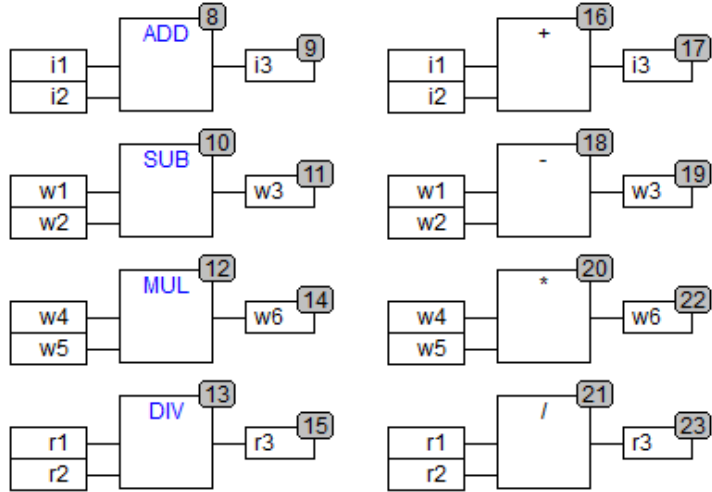 ADD 8
i1 i3 9
i2
+ 16
i1 i3 17
i2
SUB 10
w1 w3 11
w2
- 18
w1 w3 19
w2
MUL 12
w4 w6 14
w5
* 20
w4 w6 22
w5
DIV 13
r1 r3 15
r2
/ 21
r1 r3 23
r2